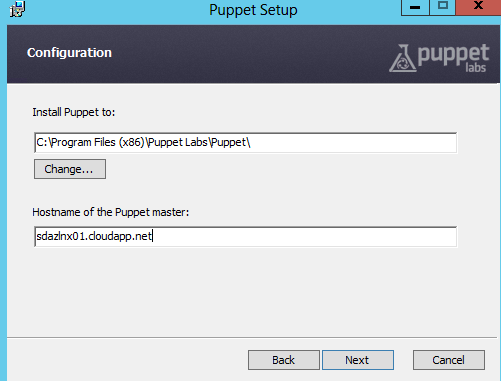 Puppet Setup
Configuration
puppet
labs
Install Puppet to:
C:\Program Files (x86)\Puppet Labs\Puppet\
Change...
Hostname of the Puppet master:
sdazlnx01.cloudapp.net
Back
Next
Cancel